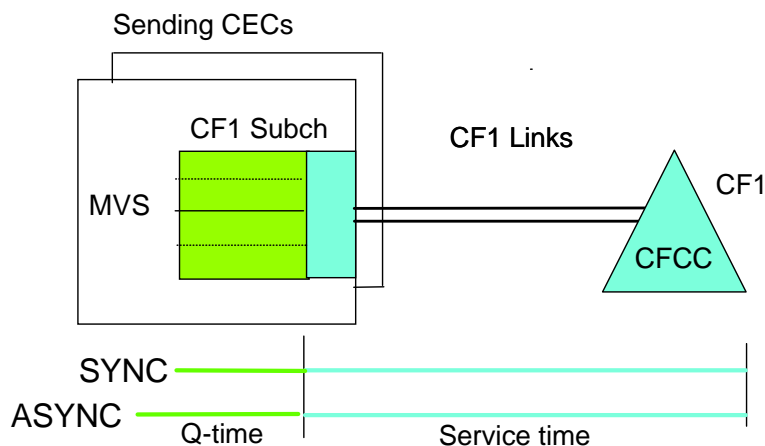 Sending CECs
CF1 Subch
CF1 Links
MVS
CF1
CFCC
SYNC
ASYNC
Q-time
Service time